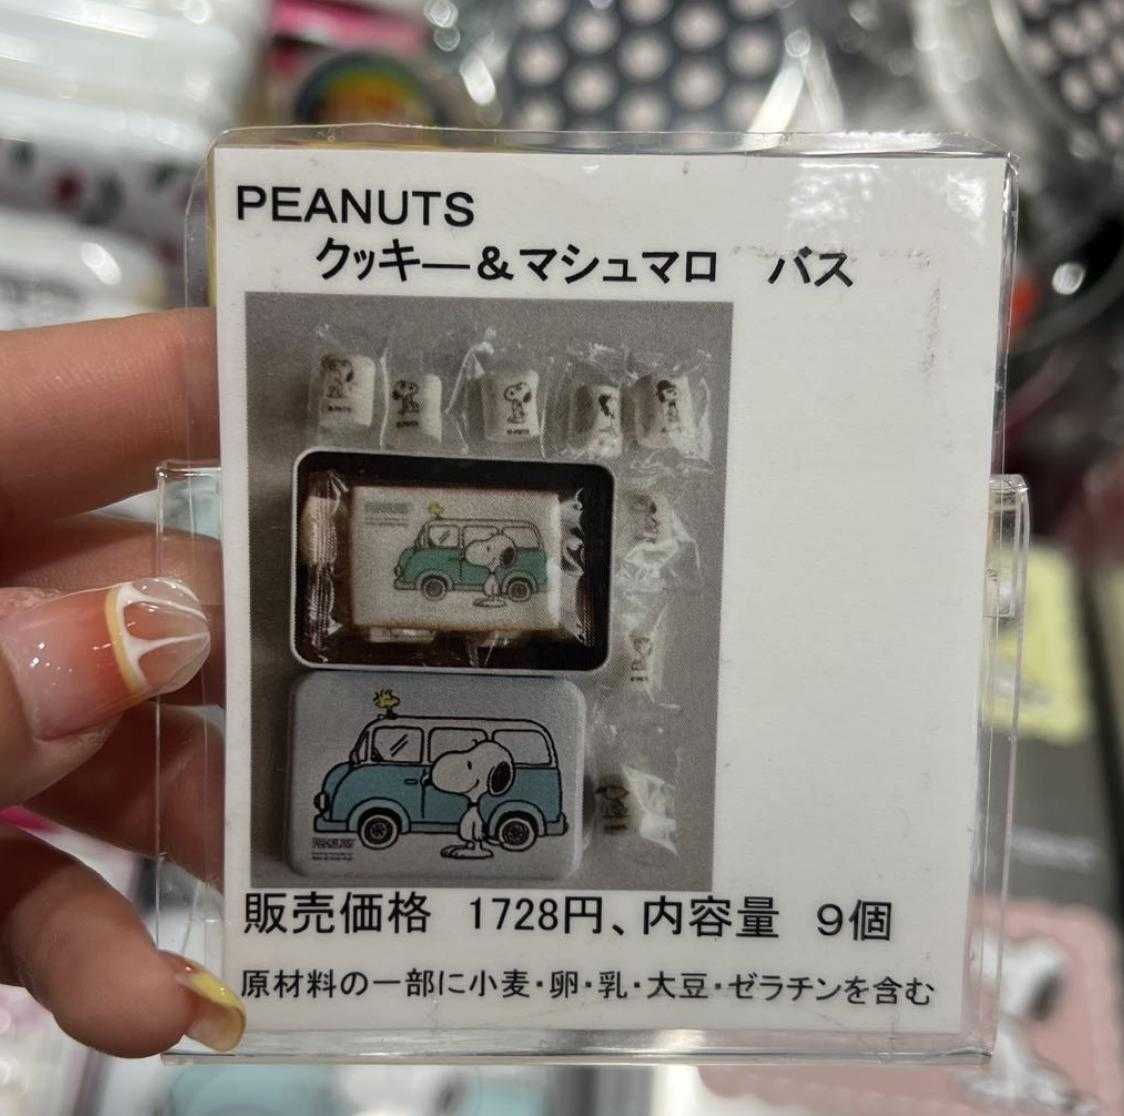 PEANUTS
クッキー＆マシュマロ　バス
PEANUTS
PEANUTS
販売価格　1728円、内容量　9個
原材料の一部に小麦・卵・乳・大豆・ゼラチンを含む